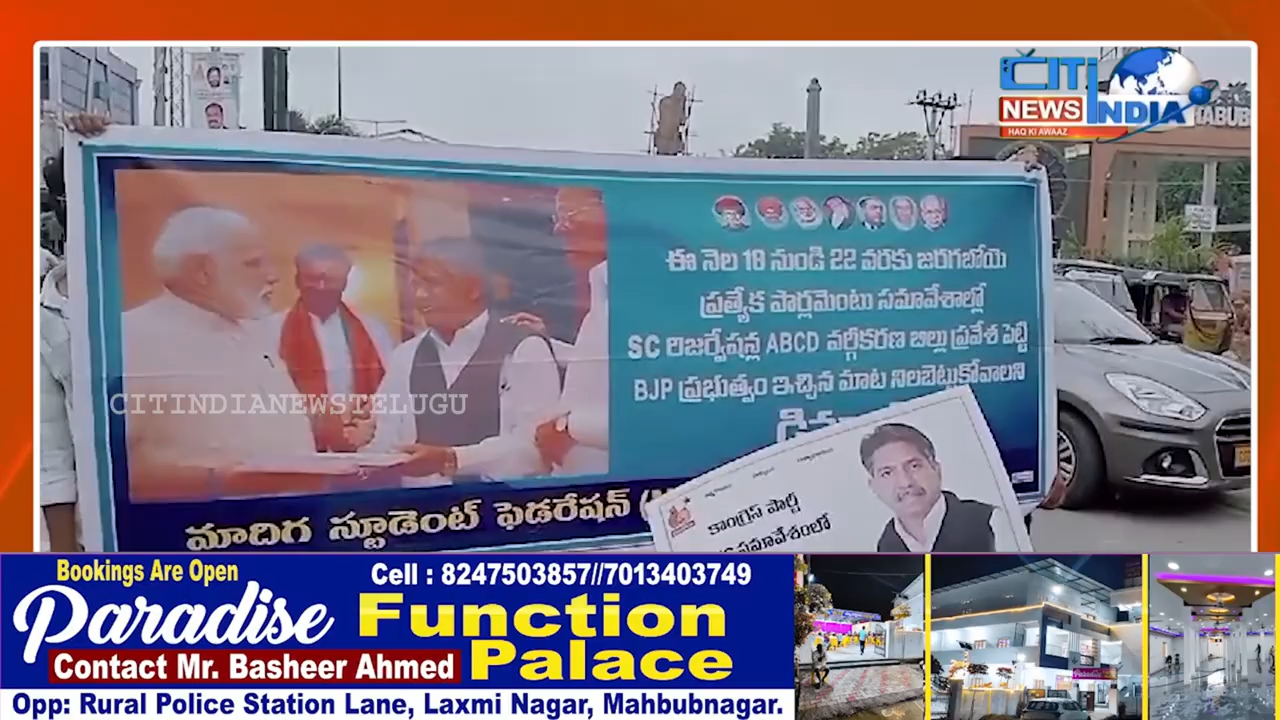 CITI
NEWS INDIA
HAQ KI AWAAZ
MABUB
ఈ నెల 18 నుండి 22 వరకు జరగబోయె
ప్రత్యేక పార్లమెంటు సమావేశాల్లో
SC రిజర్వేషన్ల ABCD వర్గీకరణ బిల్లు ప్రవేశ పెట్టి
BJP ప్రభుత్వం ఇచ్చిన మాట నిలబెట్టుకోవాలని
CITINDIANEWSTELUGU
మాదిగ స్టూడెంట్ ఫెడరేషన్
కాంగ్రెస్ పార్టీ
సమావేశంలో
Bookings Are Open
Cell : 8247503857//7013403749
Paradise Function
Palace
Contact Mr. Basheer Ahmed
Opp: Rural Police Station Lane, Laxmi Nagar, Mahbubnagar.